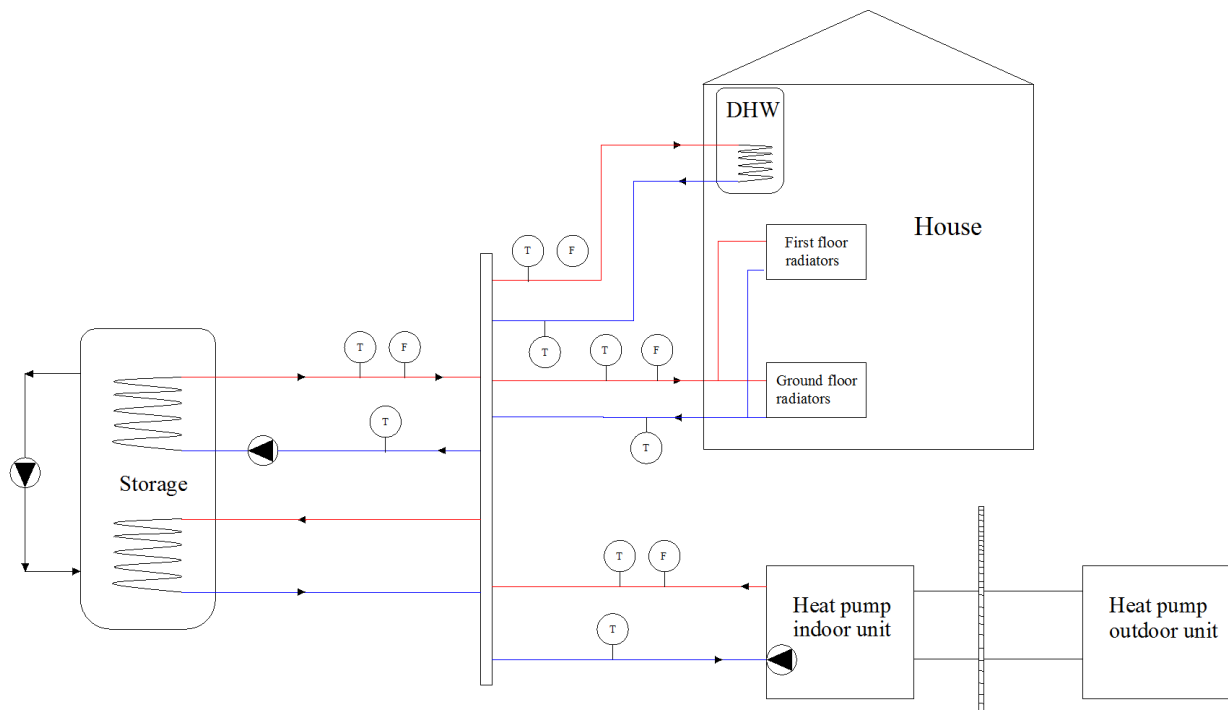 DHW
House
First floor
radiators
T
F
T
T
F
T
F
Ground floor
radiators
T
T
Storage
T
F
Heat pump
indoor unit
Heat pump
outdoor unit
T